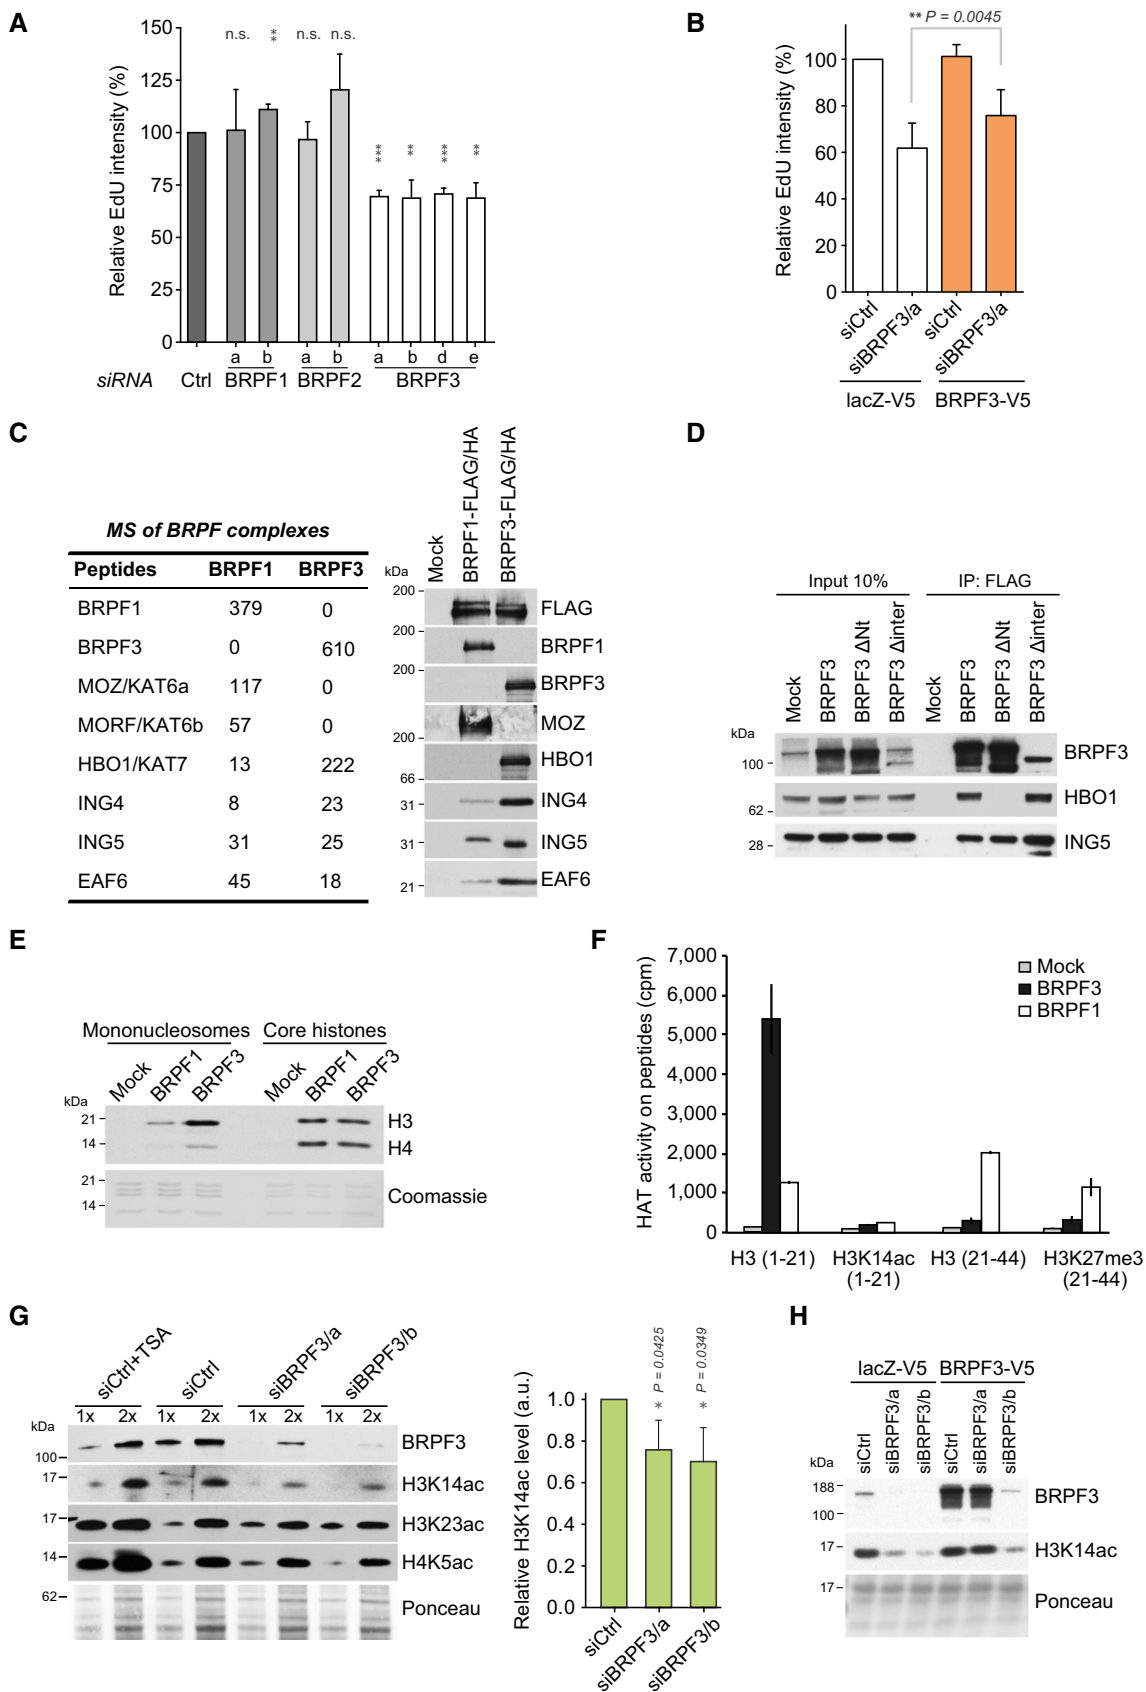 A
Relative EdU intensity (%)
150
125
100
75
50
25
0
n.s. ** n.s. n.s.
*** ** *** **
a b a b a b d e
siRNA Ctrl BRPF1 BRPF2 BRPF3
B
** P = 0.0045
Relative EdU intensity (%)
100
80
60
40
20
0
siCtrl siBRPF3/a siCtrl siBRPF3/a
lacZ-V5 BRPF3-V5
C
MS of BRPF complexes
Peptides BRPF1 BRPF3
BRPF1 379 0
BRPF3 0 610
MOZ/KAT6a 117 0
MORF/KAT6b 57 0
HBO1/KAT7 13 222
ING4 8 23
ING5 31 25
EAF6 45 18
kDa Mock BRPF1-FLAG/HA BRPF3-FLAG/HA
200 FLAG
200 BRPF1
200 BRPF3
MOZ
200
HBO1
66
31 ING4
31 ING5
21 EAF6
D
Input 10% IP: FLAG
Mock BRPF3 BRPF3 ΔNt BRPF3 Δinter Mock BRPF3 BRPF3 ΔNt BRPF3 Δinter
kDa
100 BRPF3
62 HBO1
28 ING5
E
Mononucleosomes Core histones
Mock BRPF1 BRPF3 Mock BRPF1 BRPF3
kDa
21 H3
14 H4
21 Coomassie
14
F
HAT activity on peptides (cpm)
7,000
6,000
5,000
4,000
3,000
2,000
1,000
0
Mock
BRPF3
BRPF1
H3 (1-21) H3K14ac H3 (21-44) H3K27me3
(1-21) (21-44)
G
siCtrl+TSA siCtrl siBRPF3/a siBRPF3/b
1x 2x 1x 2x 1x 2x 1x 2x
kDa
BRPF3
100
17 H3K14ac
17 H3K23ac
14 H4K5ac
62
Ponceau
Relative H3K14ac level (a.u.)
1.0
0.8
0.6
0.4
0.2
0.0
* P = 0.0425
* P = 0.0349
siCtrl siBRPF3/a siBRPF3/b
H
lacZ-V5 BRPF3-V5
siCtrl siBRPF3/a siBRPF3/b siCtrl siBRPF3/a siBRPF3/b
kDa
188 BRPF3
100
17 H3K14ac
17 Ponceau